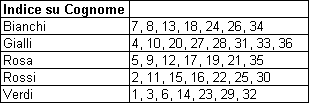 Indice su Cognome
Bianchi 7, 8, 13, 18, 24, 26, 34
Gialli 4, 10, 20, 27, 28, 31, 33, 36
Rosa 5, 9, 12, 17, 19, 21, 35
Rossi 2, 11, 15, 16, 22, 25, 30
Verdi 1, 3, 6, 14, 23, 29, 32